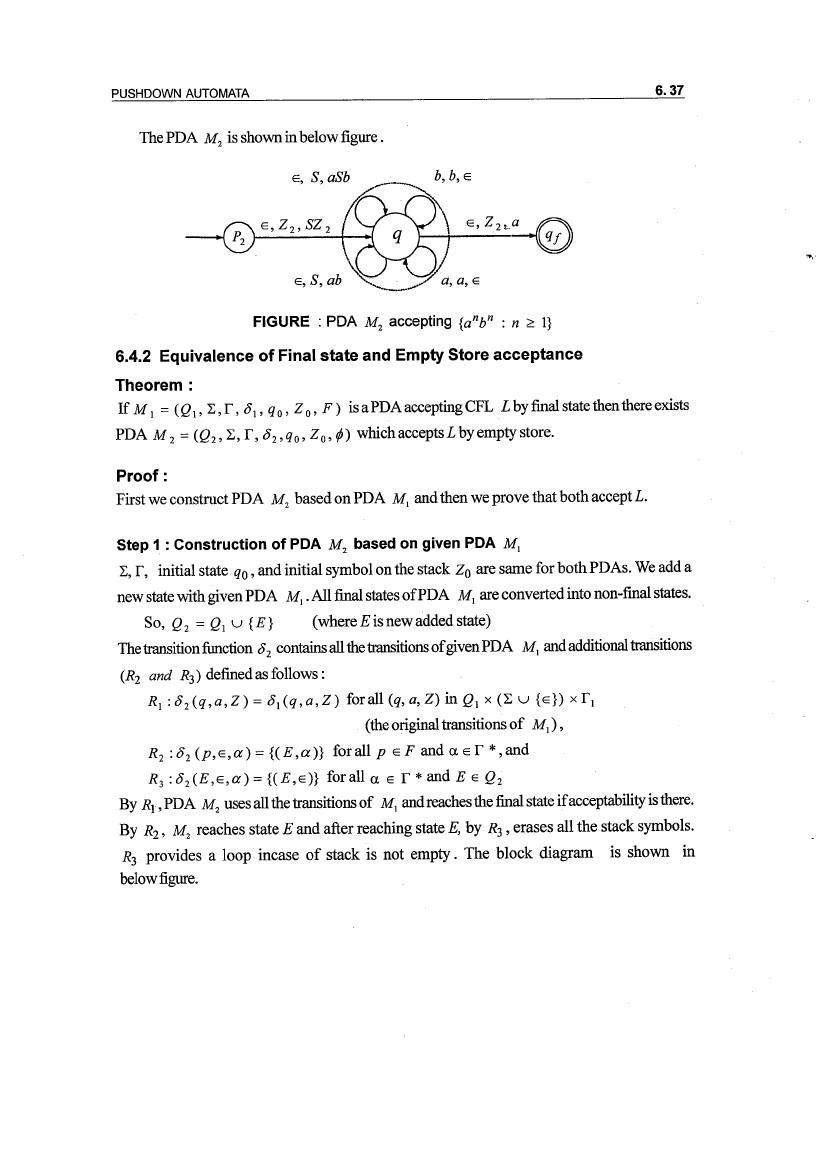 PUSHDOWN AUTOMATA 6.37
The PDA M₂ is shown in below figure .
∈, S, aSb b, b, ∈
P₂ ∈, Z₂, SZ₂ q ∈, Z₂, a q_f
∈, S, ab a, a, ∈
FIGURE : PDA M₂ accepting {aⁿbⁿ : n ≥ 1}
6.4.2 Equivalence of Final state and Empty Store acceptance
Theorem :
If M₁ = (Q₁, Σ, Γ, δ₁, q₀, Z₀, F) is a PDA accepting CFL L by final state then there exists
PDA M₂ = (Q₂, Σ, Γ, δ₂, q₀, Z₀, ϕ) which accepts L by empty store.
Proof :
First we construct PDA M₂ based on PDA M₁ and then we prove that both accept L.
Step 1 : Construction of PDA M₂ based on given PDA M₁
Σ, Γ, initial state q₀, and initial symbol on the stack Z₀ are same for both PDAs. We add a
new state with given PDA M₁. All final states of PDA M₁ are converted into non-final states.
So, Q₂ = Q₁ ∪ {E} (where E is new added state)
The transition function δ₂ contains all the transitions of given PDA M₁ and additional transitions
(R₂ and R₃) defined as follows :
R₁ : δ₂(q, a, Z) = δ₁(q, a, Z) for all (q, a, Z) in Q₁ × (Σ ∪ {∈}) × Γ₁
(the original transitions of M₁),
R₂ : δ₂(p, ∈, α) = {(E, α)} for all p ∈ F and α ∈ Γ *, and
R₃ : δ₂(E, ∈, α) = {(E, ∈)} for all α ∈ Γ * and E ∈ Q₂
By R₁, PDA M₂ uses all the transitions of M₁ and reaches the final state if acceptability is there.
By R₂, M₂ reaches state E and after reaching state E, by R₃, erases all the stack symbols.
R₃ provides a loop incase of stack is not empty. The block diagram is shown in
below figure.